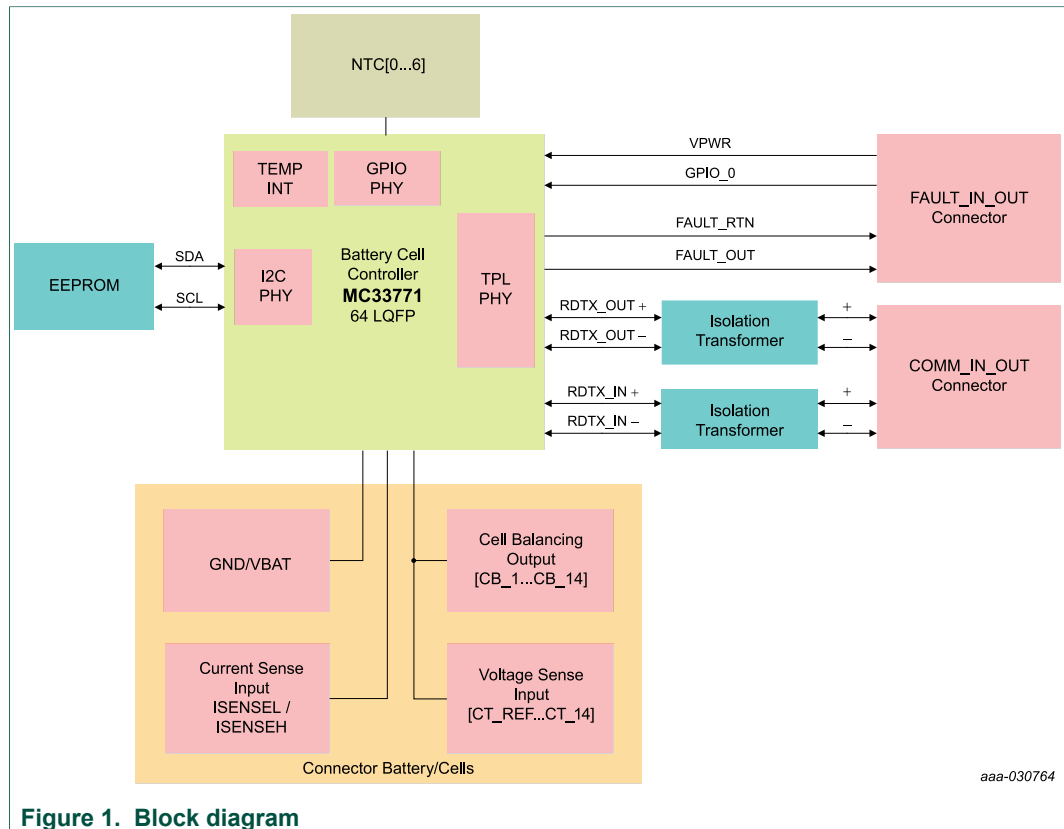 NTC[0...6]
TEMP
INT
GPIO
PHY
VPWR
GPIO_0
FAULT_RTN
FAULT_OUT
FAULT_IN_OUT
Connector
EEPROM
SDA
SCL
I2C
PHY
Battery Cell
Controller
MC33771
64 LQFP
TPL
PHY
RDTX_OUT +
RDTX_OUT –
Isolation
Transformer
+
–
RDTX_IN +
RDTX_IN –
Isolation
Transformer
+
–
COMM_IN_OUT
Connector
GND/VBAT
Cell Balancing
Output
[CB_1...CB_14]
Current Sense
Input
ISENSEL /
ISENSEH
Voltage Sense
Input
[CT_REF...CT_14]
Connector Battery/Cells
aaa-030764
Figure 1. Block diagram